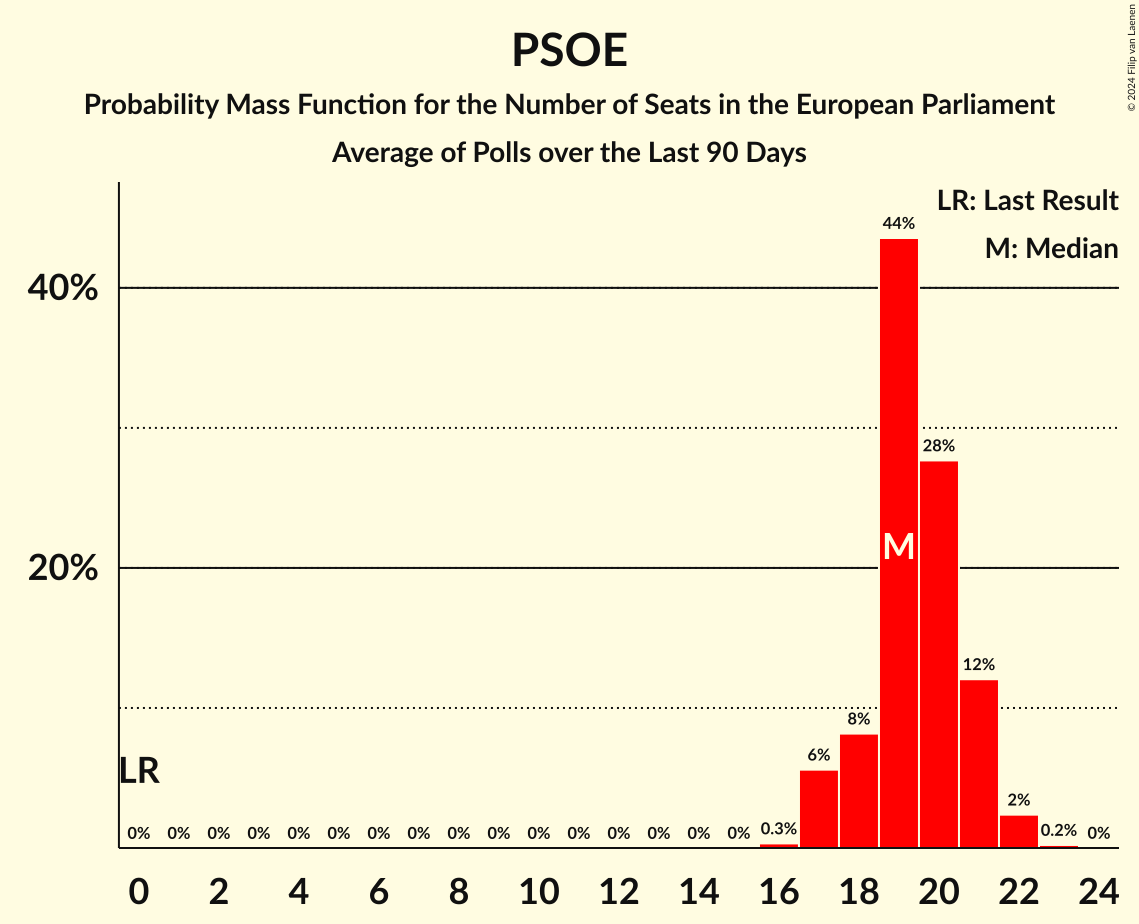 PSOE
Probability Mass Function for the Number of Seats in the European Parliament
Average of Polls over the Last 90 Days
© 2024 Filip van Laenen
LR: Last Result
M: Median
40%
20%
44%
28%
12%
8%
6%
2%
0.3%
0.2%
M
LR
0% 0% 0% 0% 0% 0% 0% 0% 0% 0% 0% 0% 0% 0% 0% 0% 0%
0 2 4 6 8 10 12 14 16 18 20 22 24